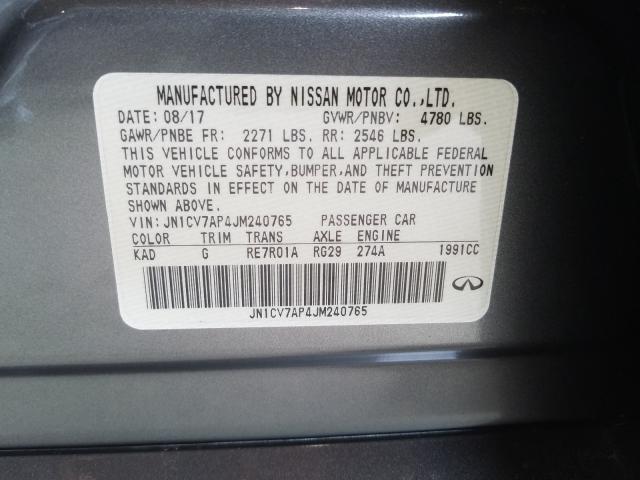 MANUFACTURED BY NISSAN MOTOR CO.,LTD.
DATE: 08/17 GVWR/PNBV: 4780 LBS.
GAWR/PNBE FR: 2271 LBS. RR: 2546 LBS.
THIS VEHICLE CONFORMS TO ALL APPLICABLE FEDERAL
MOTOR VEHICLE SAFETY, BUMPER, AND THEFT PREVENTION
STANDARDS IN EFFECT ON THE DATE OF MANUFACTURE
SHOWN ABOVE.
VIN: JN1CV7AP4JM240765 PASSENGER CAR
COLOR TRIM TRANS AXLE ENGINE
KAD G RE7R01A RG29 274A 1991CC
JN1CV7AP4JM240765